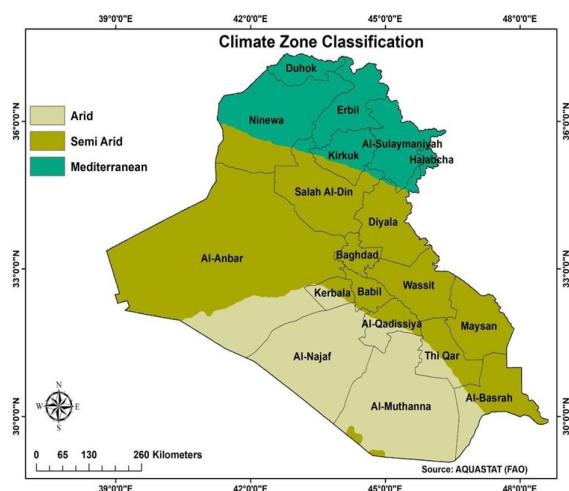 42°0'0"E 45°0'0"E 48°0'0"E
Climate Zone Classification
Arid
Semi Arid
Mediterranean
36°0'0"N
33°0'0"N
30°0'0"N
Duhok
Ninewa
Erbil
Al-Sulaymaniyah
Halabcha
Kirkuk
Salah Al-Din
Diyala
Al-Anbar
Baghdad
Kerbala
Babil
Wassit
Al-Qadissiya
Maysan
Al-Najaf
Thi Qar
Al-Muthanna
Al-Basrah
36°0'0"N
33°0'0"N
30°0'0"N
N
W E
S
0 65 130 260 Kilometers
Source: AQUASTAT (FAO)
39°0'0"E 42°0'0"E 45°0'0"E 48°0'0"E